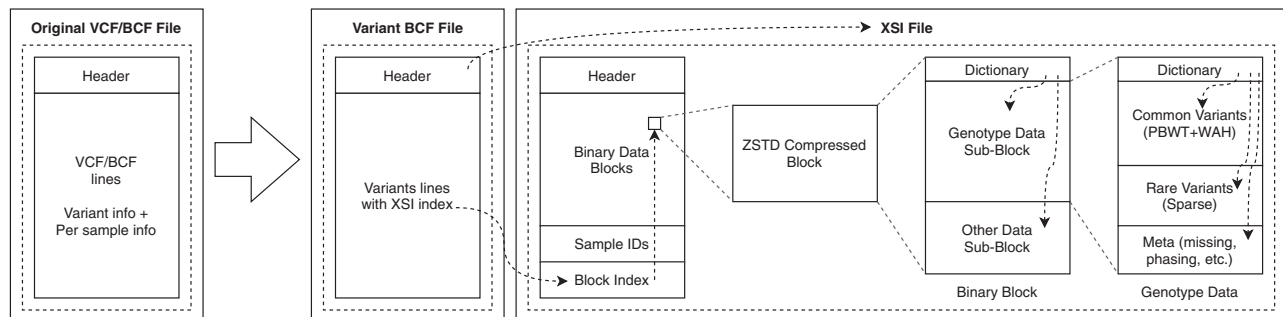 Original VCF/BCF File
Header
VCF/BCF
lines
Variant info +
Per sample info
Variant BCF File
Header
Variants lines
with XSI index
XSI File
Header
Binary Data
Blocks
Sample IDs
Block Index
ZSTD Compressed
Block
Dictionary
Genotype Data
Sub-Block
Other Data
Sub-Block
Binary Block
Dictionary
Common Variants
(PBWT+WAH)
Rare Variants
(Sparse)
Meta (missing,
phasing, etc.)
Genotype Data